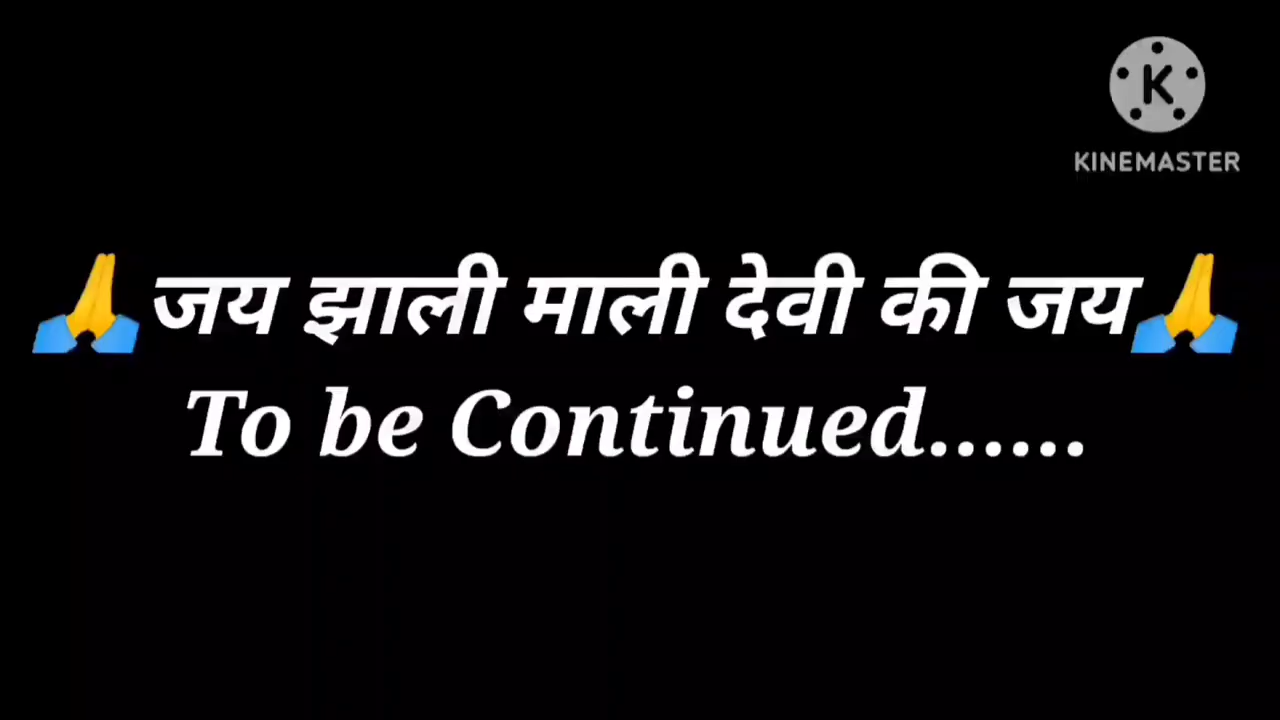 K
KINEMASTER
🙏जय झाली माली देवी की जय🙏
To be Continued......